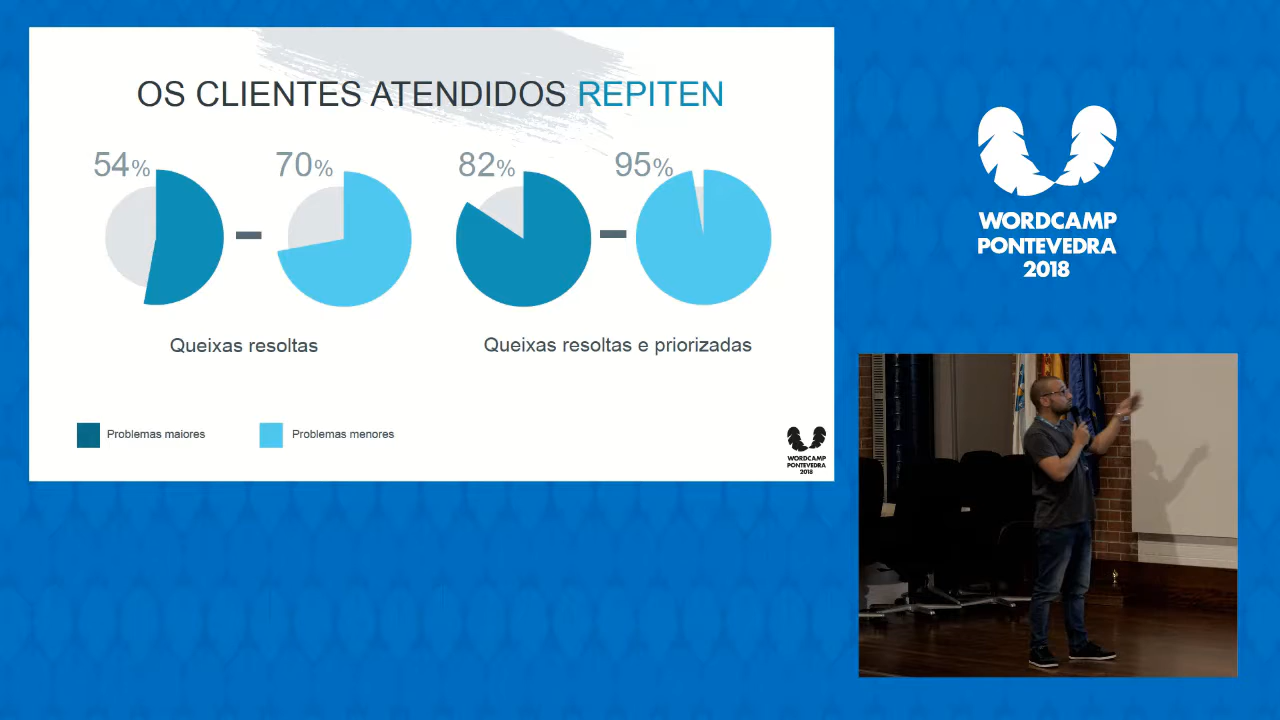 OS CLIENTES ATENDIDOS REPITEN
54%
70%
82%
95%
Queixas resoltas
Queixas resoltas e priorizadas
Problemas maiores
Problemas menores
WORDCAMP
PONTEVEDRA
2018
WORDCAMP
PONTEVEDRA
2018